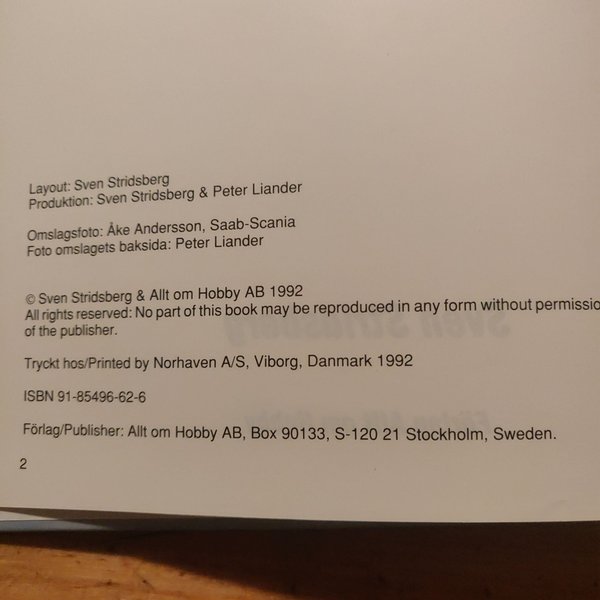 Layout: Sven Stridsberg
Produktion: Sven Stridsberg & Peter Liander
Omslagsfoto: Åke Andersson, Saab-Scania
Foto omslagets baksida: Peter Liander
© Sven Stridsberg & Allt om Hobby AB 1992
All rights reserved: No part of this book may be reproduced in any form without permissio
of the publisher.
Tryckt hos/Printed by Norhaven A/S, Viborg, Danmark 1992
ISBN 91-85496-62-6
Förlag/Publisher: Allt om Hobby AB, Box 90133, S-120 21 Stockholm, Sweden.
2